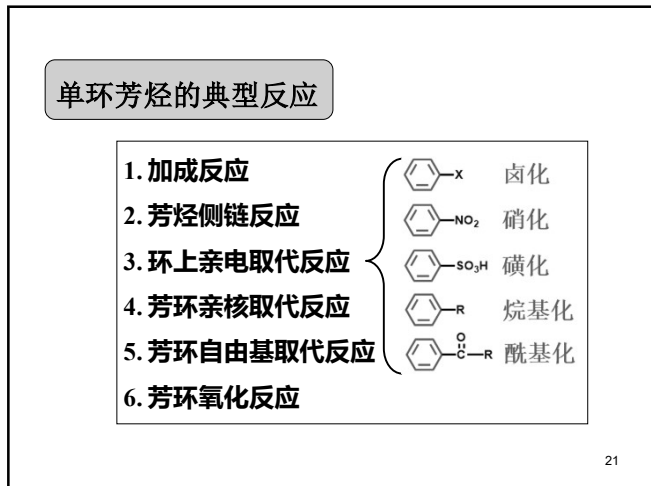 单环芳烃的典型反应
1. 加成反应
2. 芳烃侧链反应
3. 环上亲电取代反应
4. 芳环亲核取代反应
5. 芳环自由基取代反应
6. 芳环氧化反应
X 卤化
NO₂ 硝化
SO₃H 磺化
R 烷基化
O
C R 酰基化
21